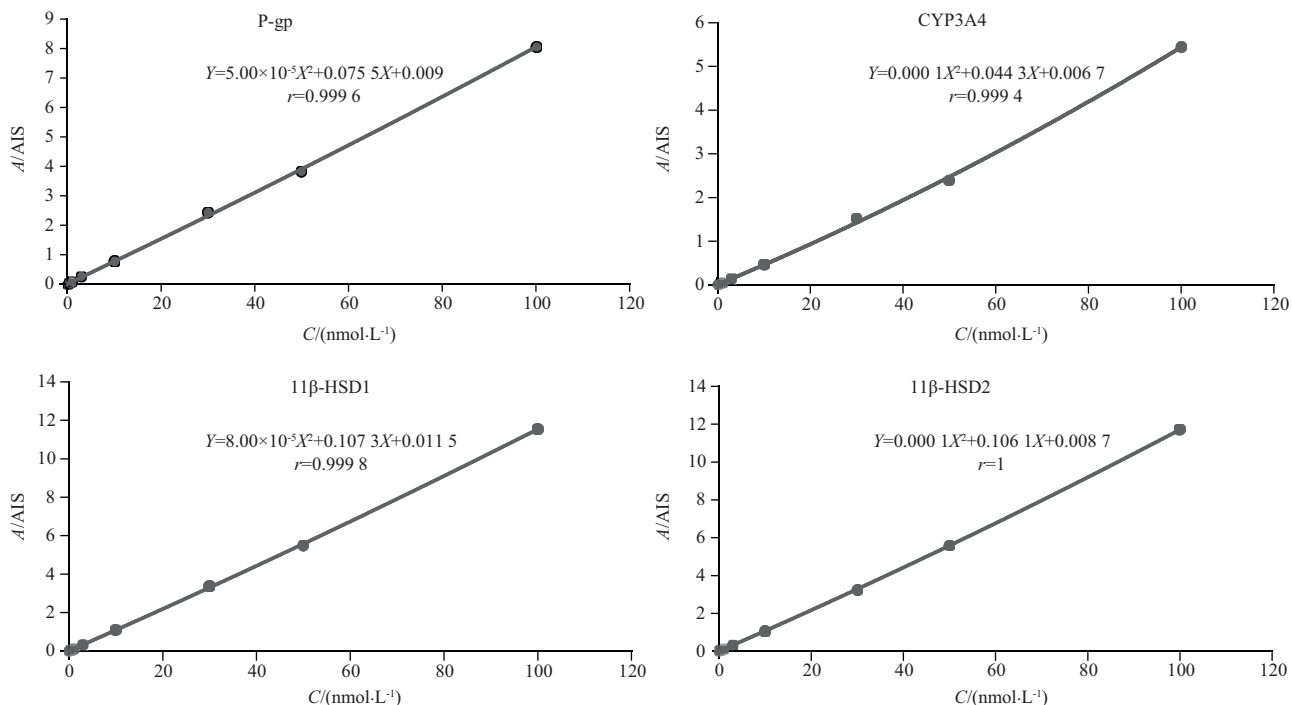 P-gp
Y=5.00×10⁻⁵X²+0.075 5X+0.009
r=0.999 6
A/AIS
9
8
7
6
5
4
3
2
1
0
0 20 40 60 80 100 120
C/(nmol·L⁻¹)
CYP3A4
Y=0.000 1X²+0.044 3X+0.006 7
r=0.999 4
A/AIS
6
5
4
3
2
1
0
0 20 40 60 80 100 120
C/(nmol·L⁻¹)
11β-HSD1
Y=8.00×10⁻⁵X²+0.107 3X+0.011 5
r=0.999 8
A/AIS
14
12
10
8
6
4
2
0
0 20 40 60 80 100 120
C/(nmol·L⁻¹)
11β-HSD2
Y=0.000 1X²+0.106 1X+0.008 7
r=1
A/AIS
14
12
10
8
6
4
2
0
0 20 40 60 80 100 120
C/(nmol·L⁻¹)